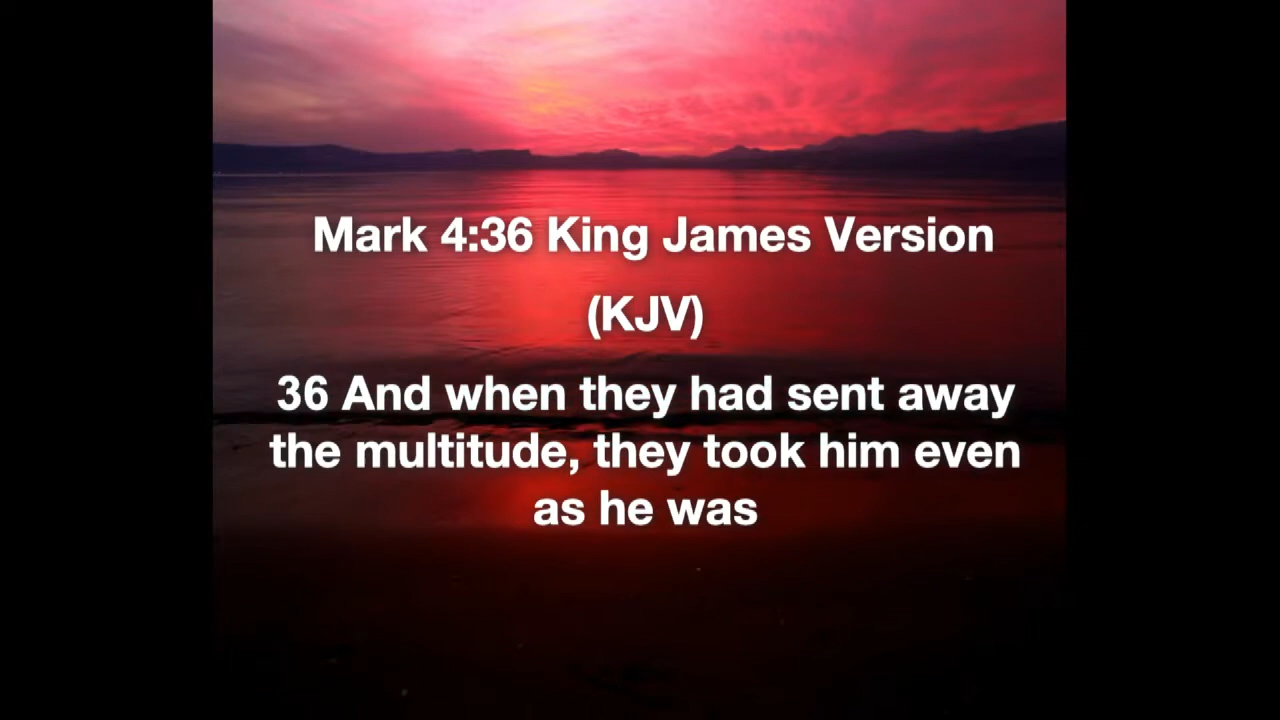 Mark 4:36 King James Version
(KJV)
36 And when they had sent away
the multitude, they took him even
as he was